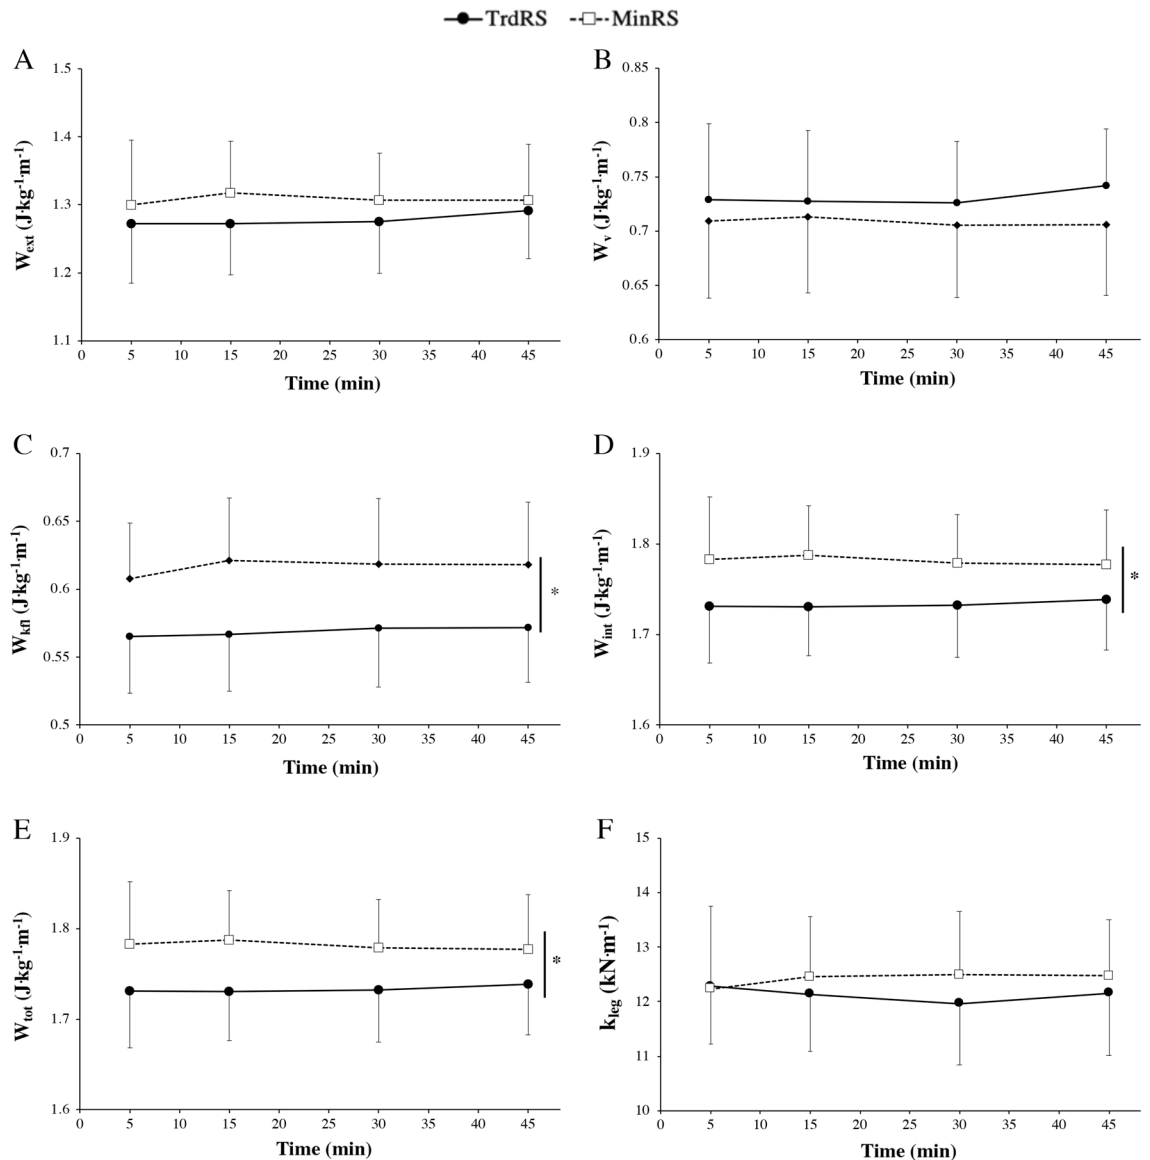 TrdRS MinRS
A
1.5
1.4
1.3
1.2
1.1
W_ext (J·kg⁻¹·m⁻¹)
0 5 10 15 20 25 30 35 40 45
Time (min)
B
0.85
0.8
0.75
0.7
0.65
0.6
W_v (J·kg⁻¹·m⁻¹)
0 5 10 15 20 25 30 35 40 45
Time (min)
C
0.7
0.65
0.6
0.55
0.5
W_kfl (J·kg⁻¹·m⁻¹)
*
0 5 10 15 20 25 30 35 40 45
Time (min)
D
1.9
1.8
1.7
1.6
W_int (J·kg⁻¹·m⁻¹)
*
0 5 10 15 20 25 30 35 40 45
Time (min)
E
1.9
1.8
1.7
1.6
W_tot (J·kg⁻¹·m⁻¹)
*
0 5 10 15 20 25 30 35 40 45
Time (min)
F
15
14
13
12
11
10
k_leg (kN·m⁻¹)
0 5 10 15 20 25 30 35 40 45
Time (min)